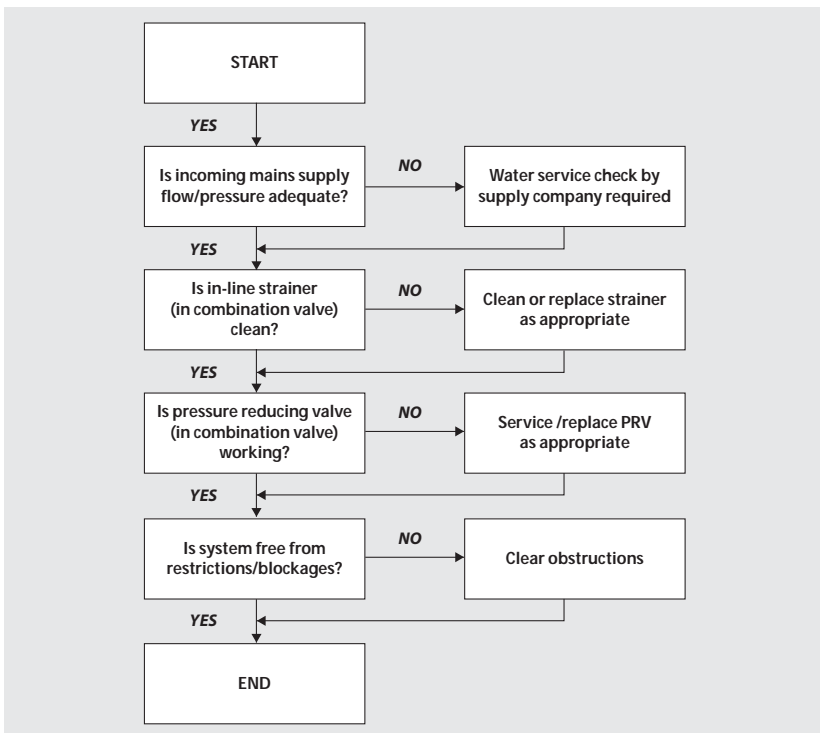 START
YES
Is incoming mains supply
flow/pressure adequate?
NO
Water service check by
supply company required
YES
Is in-line strainer
(in combination valve)
clean?
NO
Clean or replace strainer
as appropriate
YES
Is pressure reducing valve
(in combination valve)
working?
NO
Service /replace PRV
as appropriate
YES
Is system free from
restrictions/blockages?
NO
Clear obstructions
YES
END